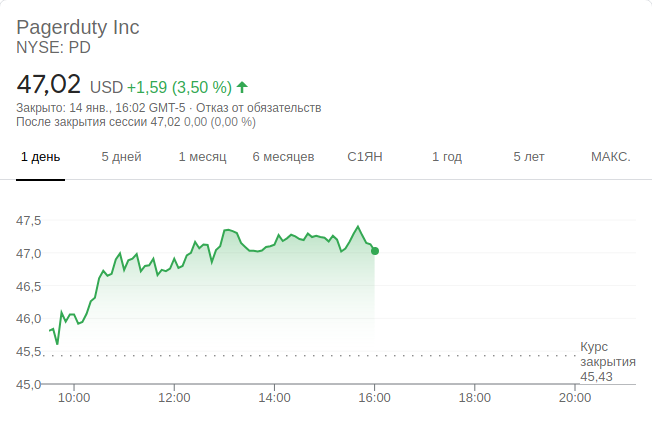 Pagerduty Inc
NYSE: PD
47,02 USD +1,59 (3,50 %)
Закрыто: 14 янв., 16:02 GMT-5 · Отказ от обязательств
После закрытия сессии 47,02 0,00 (0,00 %)
1 день 5 дней 1 месяц 6 месяцев С1ЯН 1 год 5 лет МАКС.
47,5
47,0
46,5
46,0
45,5
Курс
закрытия
45,43
45,0
10:00 12:00 14:00 16:00 18:00 20:00